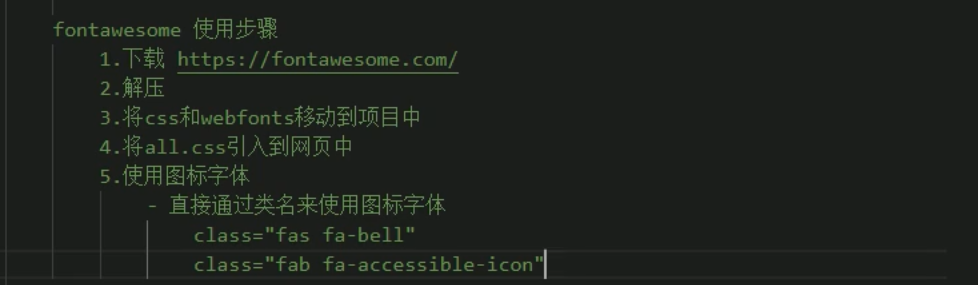 fontawesome 使用步骤
1.下载 https://fontawesome.com/
2.解压
3.将css和webfonts移动到项目中
4.将all.css引入到网页中
5.使用图标字体
- 直接通过类名来使用图标字体
class="fas fa-bell"
class="fab fa-accessible-icon"